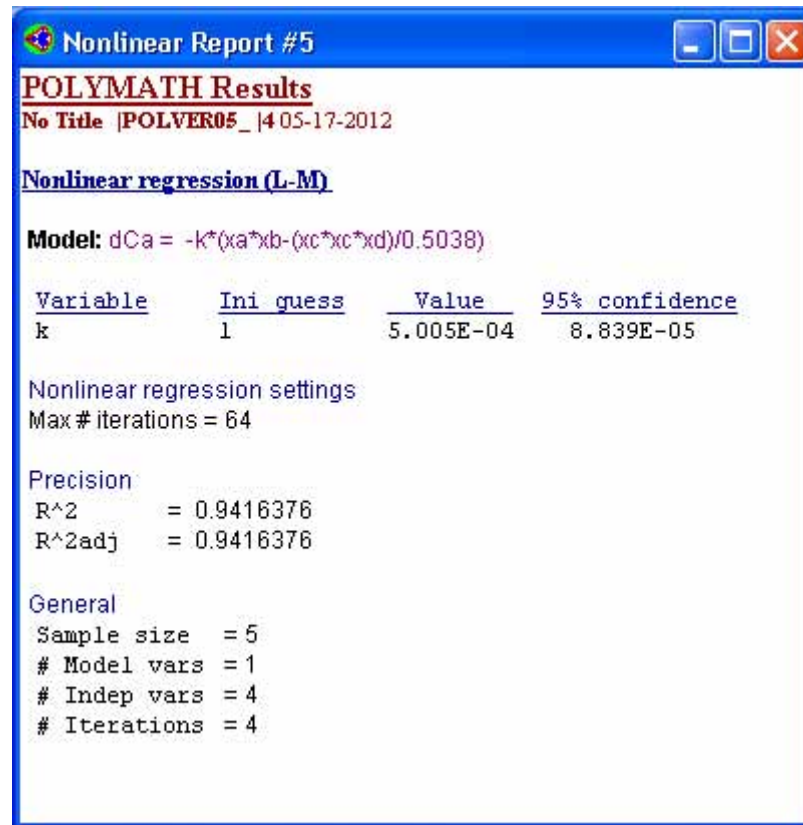 Nonlinear Report #5
POLYMATH Results
No Title |POLVER05_ |4 05-17-2012
Nonlinear regression (L-M)
Model: dCa = -k*(xa*xb-(xc*xc*xd)/0.5038)
Variable Ini guess Value 95% confidence
k 1 5.005E-04 8.839E-05
Nonlinear regression settings
Max # iterations = 64
Precision
R^2 = 0.9416376
R^2adj = 0.9416376
General
Sample size = 5
# Model vars = 1
# Indep vars = 4
# Iterations = 4